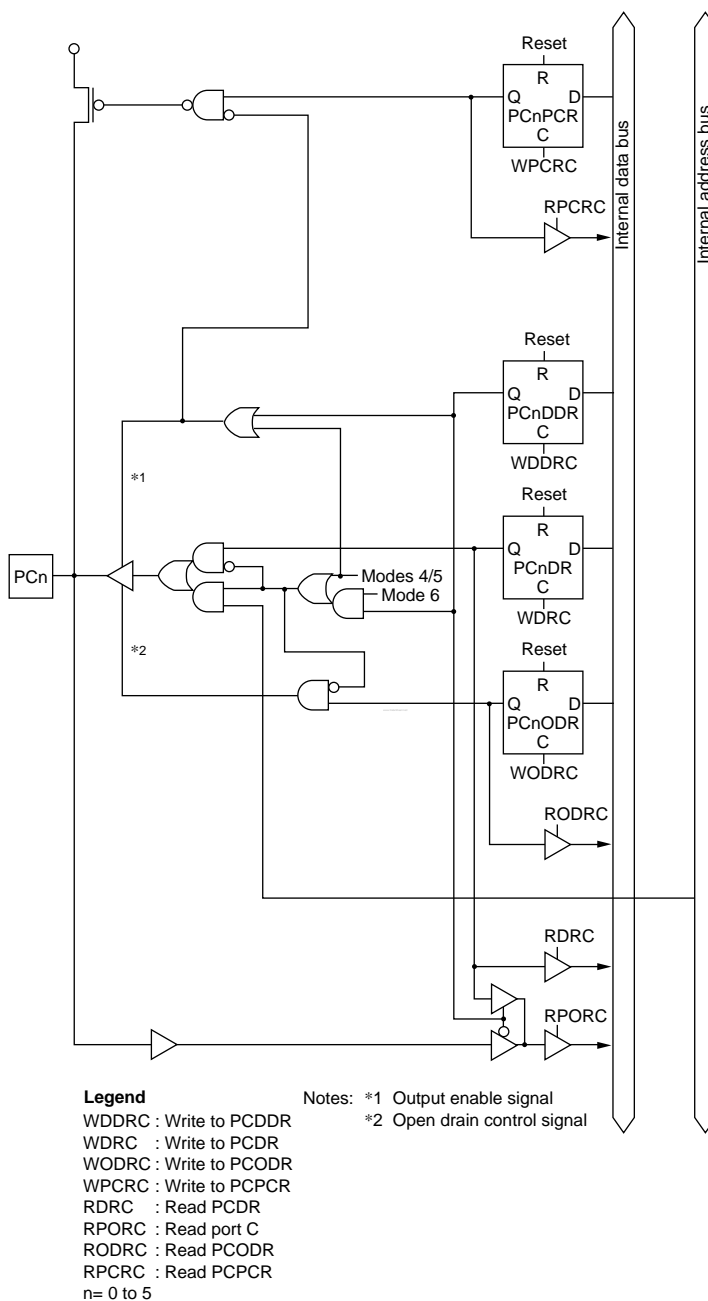 Reset
R
Q D
PCnPCR
C
WPCRC
RPCRC
Internal data bus
Internal address bus
Reset
R
Q D
PCnDDR
C
WDDRC
*1
Reset
R
Q D
PCnDR
C
WDRC
PCn
Modes 4/5
Mode 6
*2
Reset
R
Q D
PCnODR
C
WODRC
RODRC
RDRC
RPORC
Legend
WDDRC : Write to PCDDR
WDRC : Write to PCDR
WODRC : Write to PCODR
WPCRC : Write to PCPCR
RDRC : Read PCDR
RPORC : Read port C
RODRC : Read PCODR
RPCRC : Read PCPCR
n= 0 to 5
Notes: *1 Output enable signal
*2 Open drain control signal